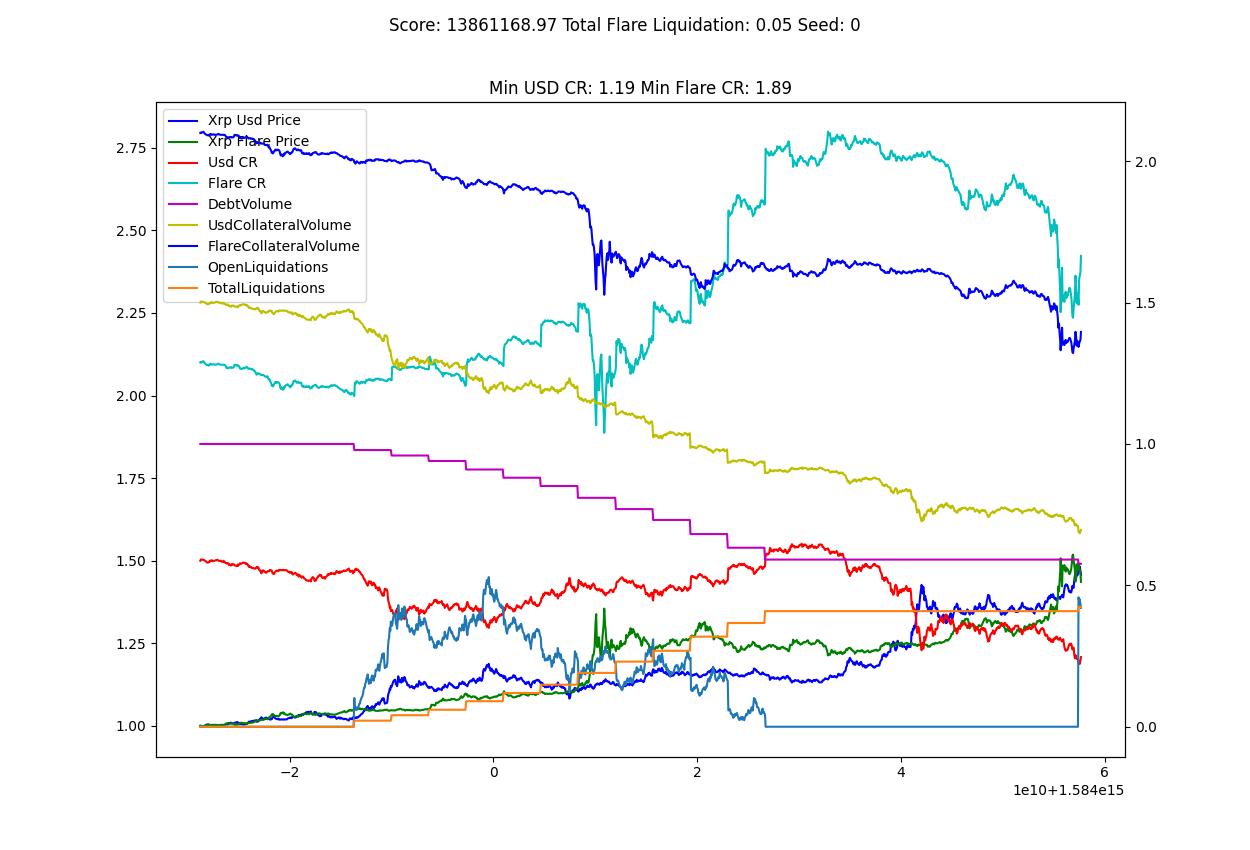 Score: 13861168.97 Total Flare Liquidation: 0.05 Seed: 0
Min USD CR: 1.19 Min Flare CR: 1.89
Xrp Usd Price
Xrp Flare Price
Usd CR
Flare CR
DebtVolume
UsdCollateralVolume
FlareCollateralVolume
OpenLiquidations
TotalLiquidations
2.75
2.50
2.25
2.00
1.75
1.50
1.25
1.00
2.0
1.5
1.0
0.5
0.0
−2 0 2 4 6
1e10+1.584e15